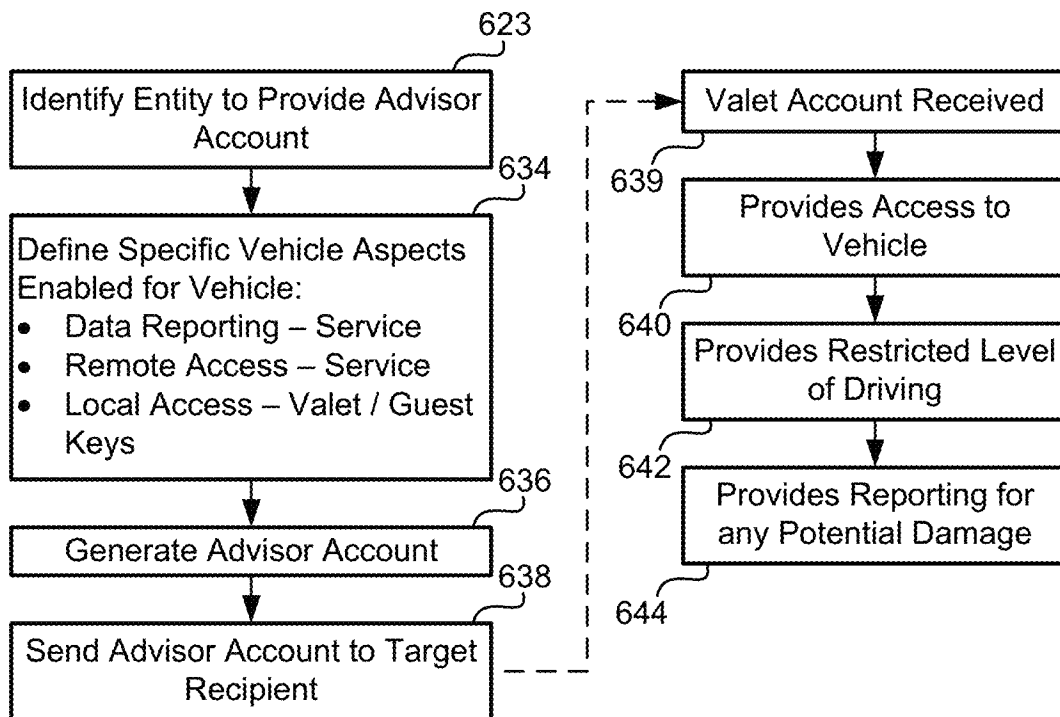 623
Identify Entity to Provide Advisor
Account
634
Define Specific Vehicle Aspects
Enabled for Vehicle:
• Data Reporting – Service
• Remote Access – Service
• Local Access – Valet / Guest
Keys
636
Generate Advisor Account
638
Send Advisor Account to Target
Recipient
Valet Account Received
639
Provides Access to
Vehicle
640
Provides Restricted Level
of Driving
642
Provides Reporting for
any Potential Damage
644